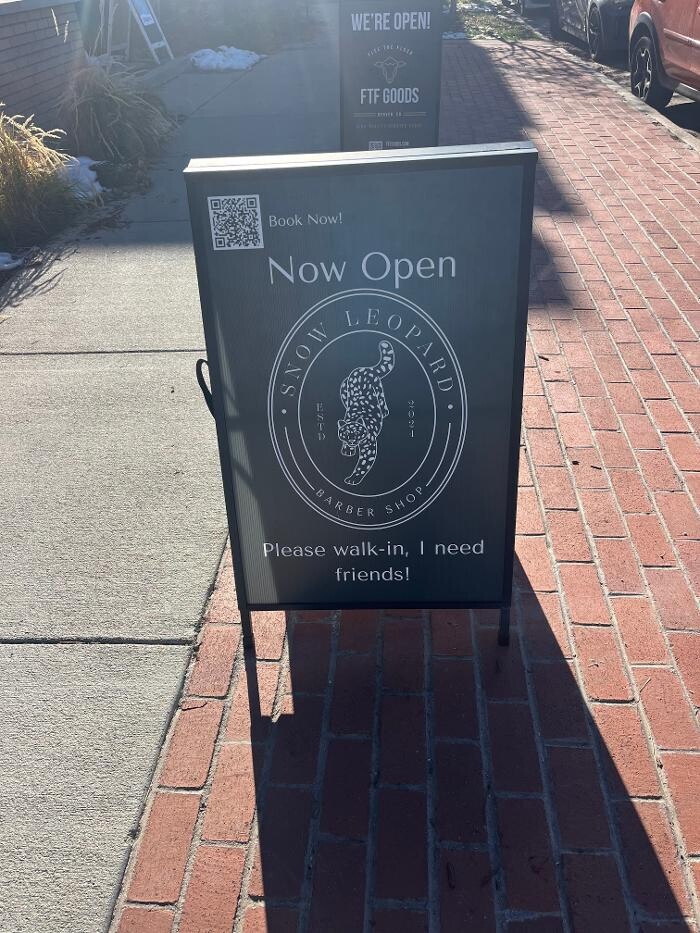 WE'RE OPEN!
FTF GOODS
Book Now!
Now Open
SNOW LEOPARD
ESTD 2021
BARBER SHOP
Please walk-in, I need
friends!